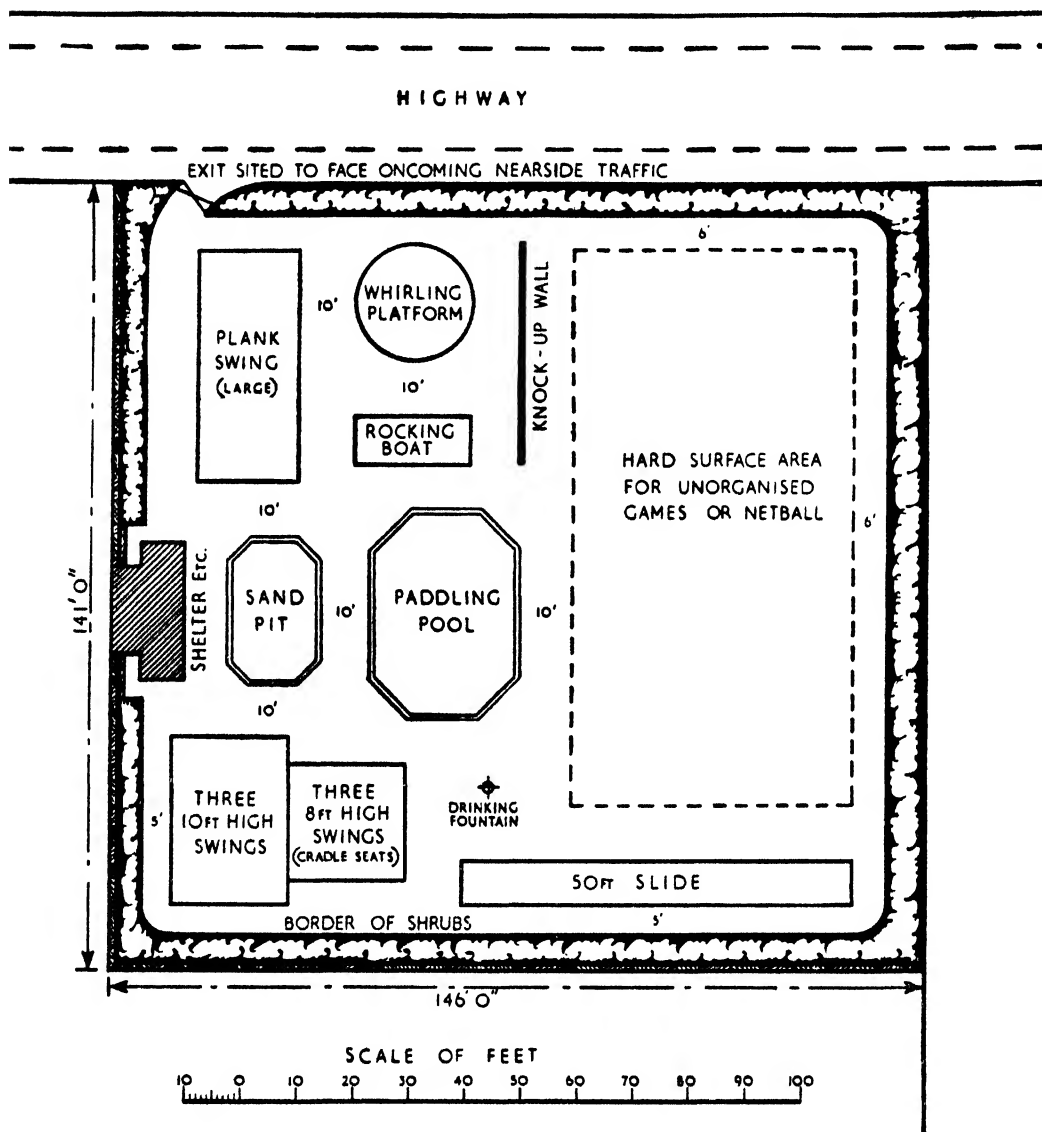 HIGHWAY
EXIT SITED TO FACE ONCOMING NEARSIDE TRAFFIC
6'
PLANK
SWING
(LARGE)
10'
WHIRLING
PLATFORM
10'
ROCKING
BOAT
KNOCK-UP WALL
HARD SURFACE AREA
FOR UNORGANISED
GAMES OR NETBALL
6'
141' 0"
10'
SHELTER ETC.
SAND
PIT
10'
PADDLING
POOL
10'
10'
5'
THREE
10FT HIGH
SWINGS
THREE
8FT HIGH
SWINGS
(CRADLE SEATS)
DRINKING
FOUNTAIN
50FT SLIDE
5'
BORDER OF SHRUBS
146' 0"
SCALE OF FEET
10 0 10 20 30 40 50 60 70 80 90 100